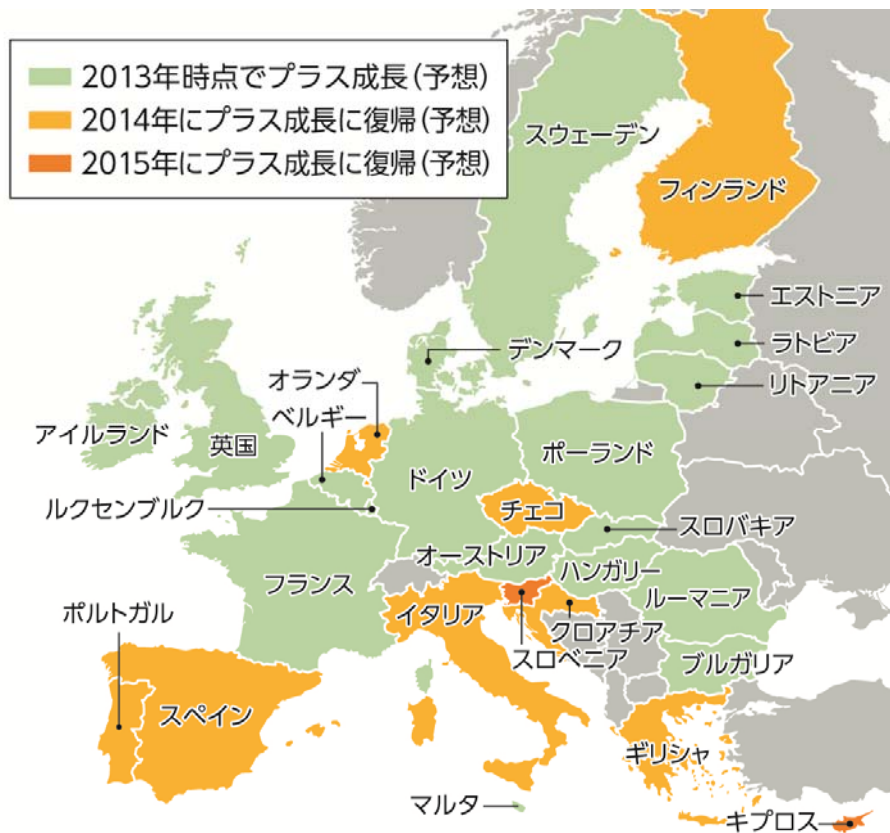 2013年時点でプラス成長(予想)
2014年にプラス成長に復帰(予想)
2015年にプラス成長に復帰(予想)
スウェーデン
フィンランド
エストニア
ラトビア
デンマーク
リトアニア
オランダ
ベルギー
アイルランド
英国
ポーランド
ドイツ
ルクセンブルク
チェコ
スロバキア
オーストリア
ハンガリー
フランス
ルーマニア
ポルトガル
イタリア
クロアチア
スロベニア
ブルガリア
スペイン
ギリシャ
マルタ
キプロス